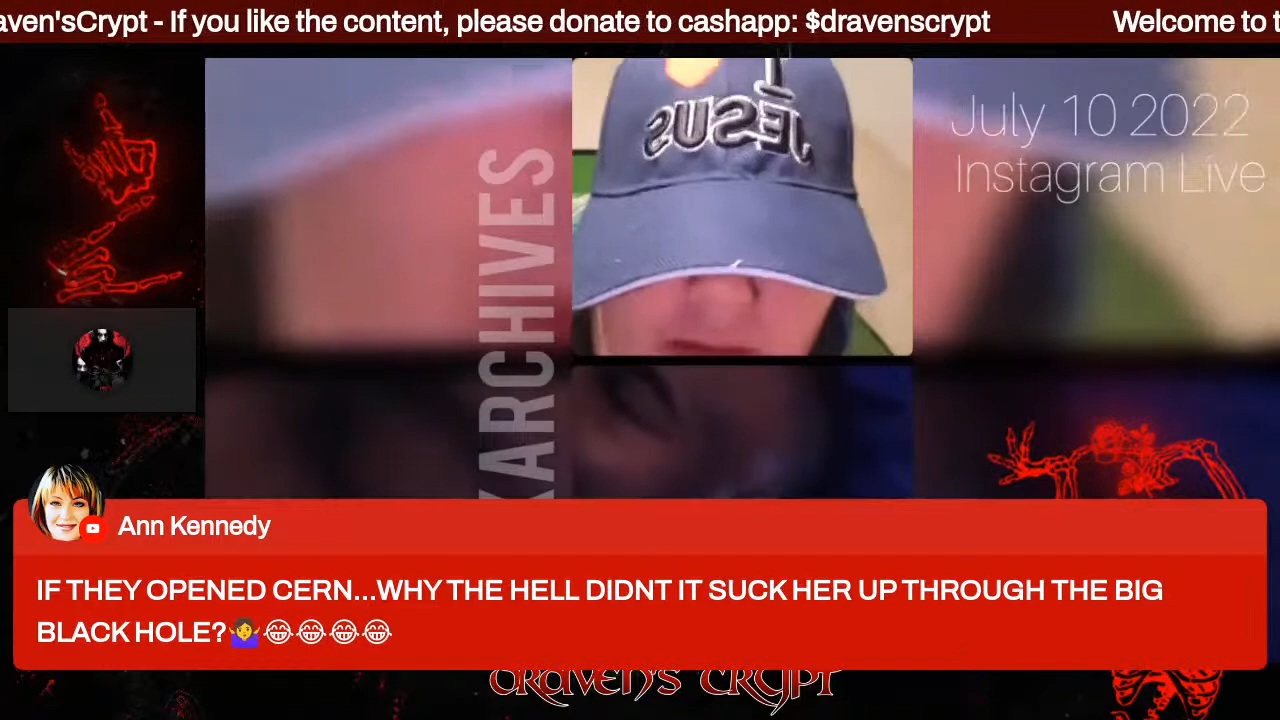 aven'sCrypt - If you like the content, please donate to cashapp: $dravenscrypt Welcome to t
JESUS
July 10 2022
Instagram Live
ARCHIVES
Ann Kennedy
IF THEY OPENED CERN...WHY THE HELL DIDNT IT SUCK HER UP THROUGH THE BIG
BLACK HOLE?🤷‍♀️😂😂😂😂
DRAVEN'S CRYPT